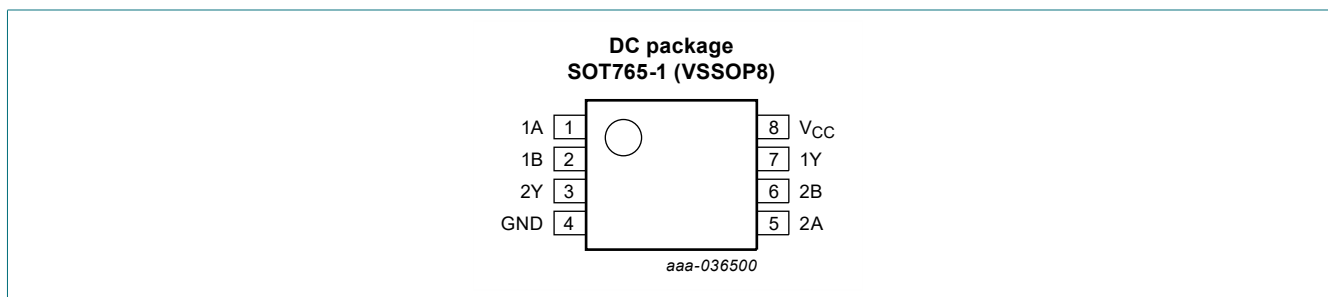 DC package
SOT765-1 (VSSOP8)
1A 1 8 VCC
1B 2 7 1Y
2Y 3 6 2B
GND 4 5 2A
aaa-036500